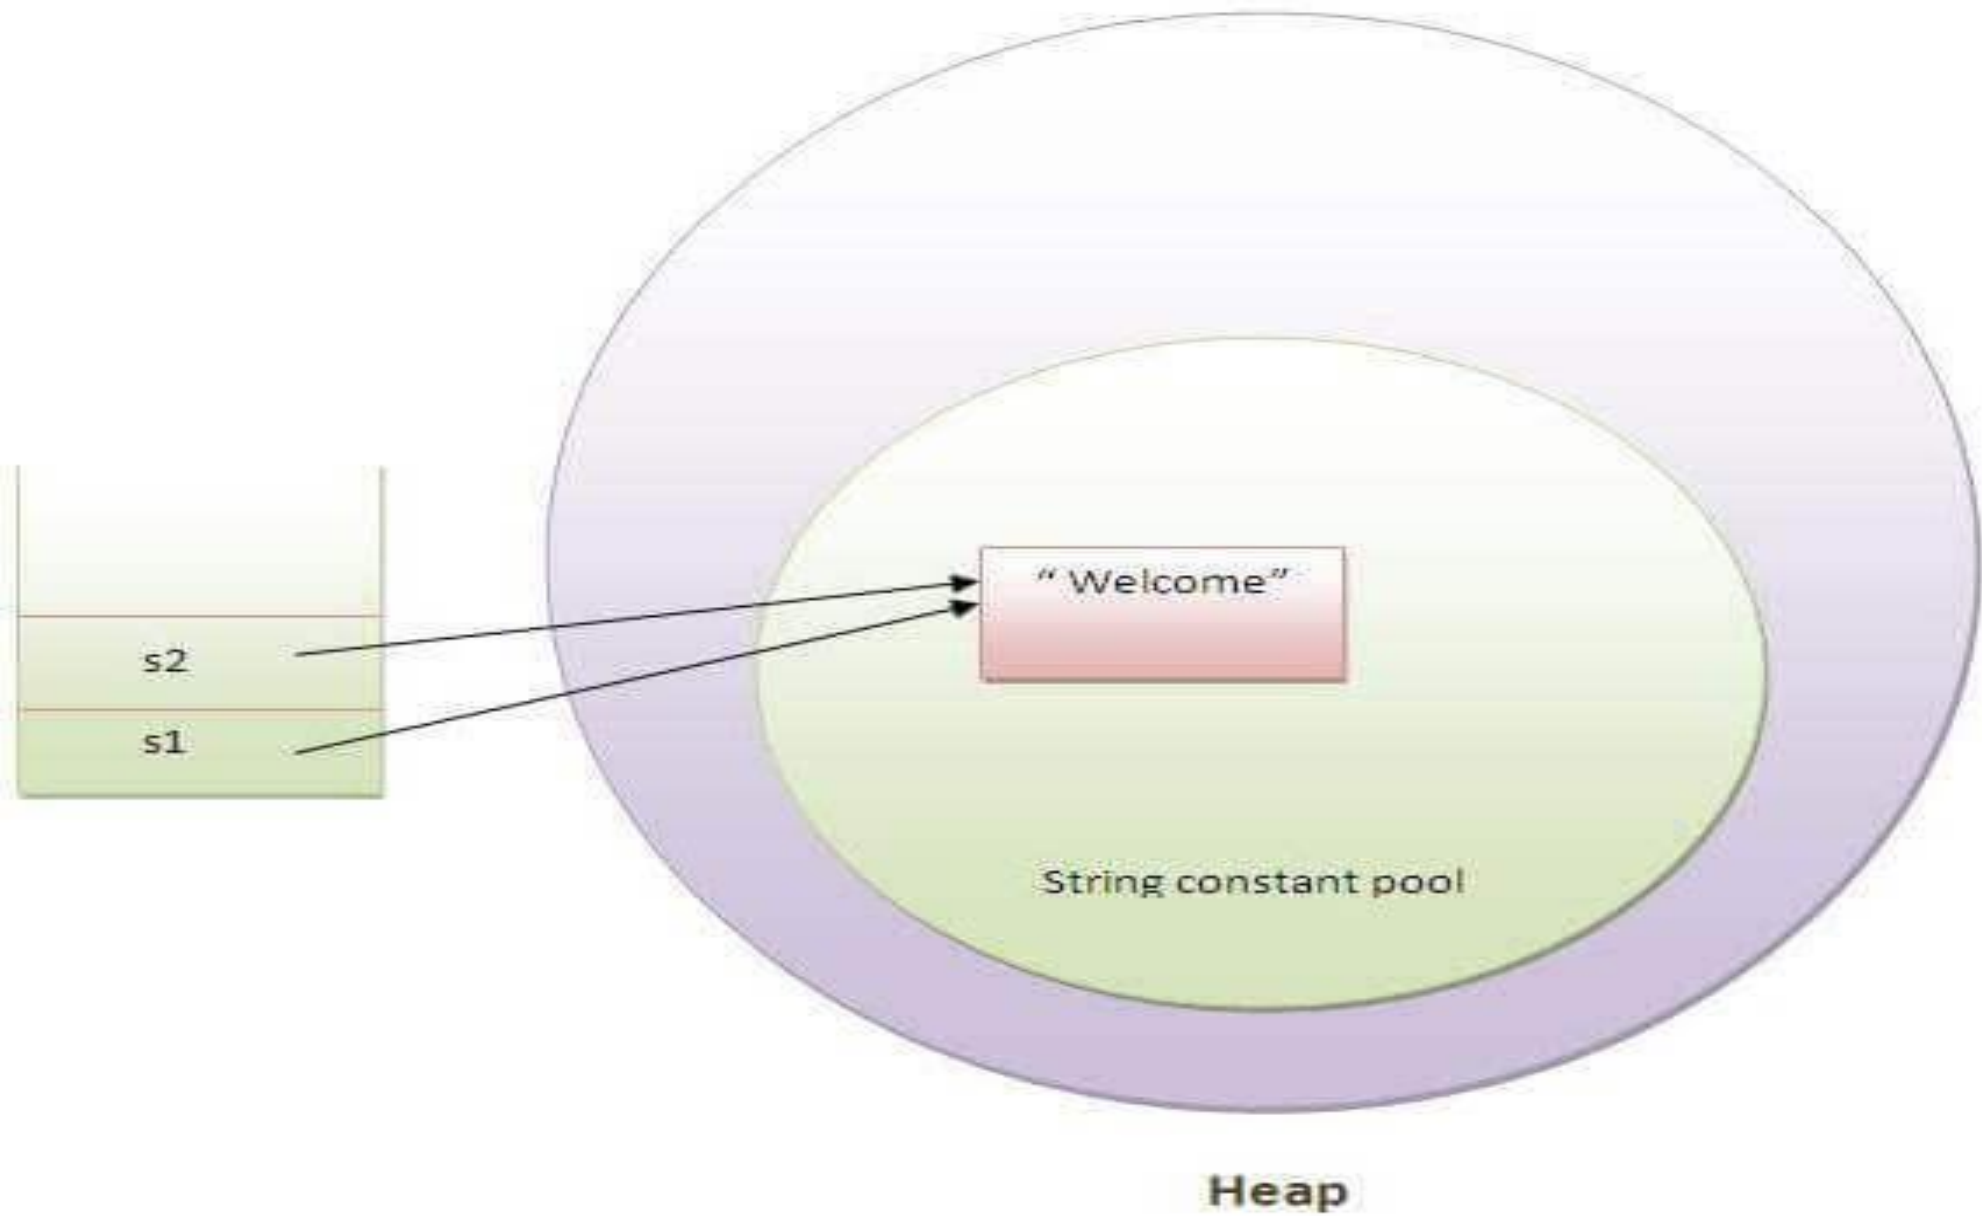 “ Welcome”
s2
s1
String constant pool
Heap